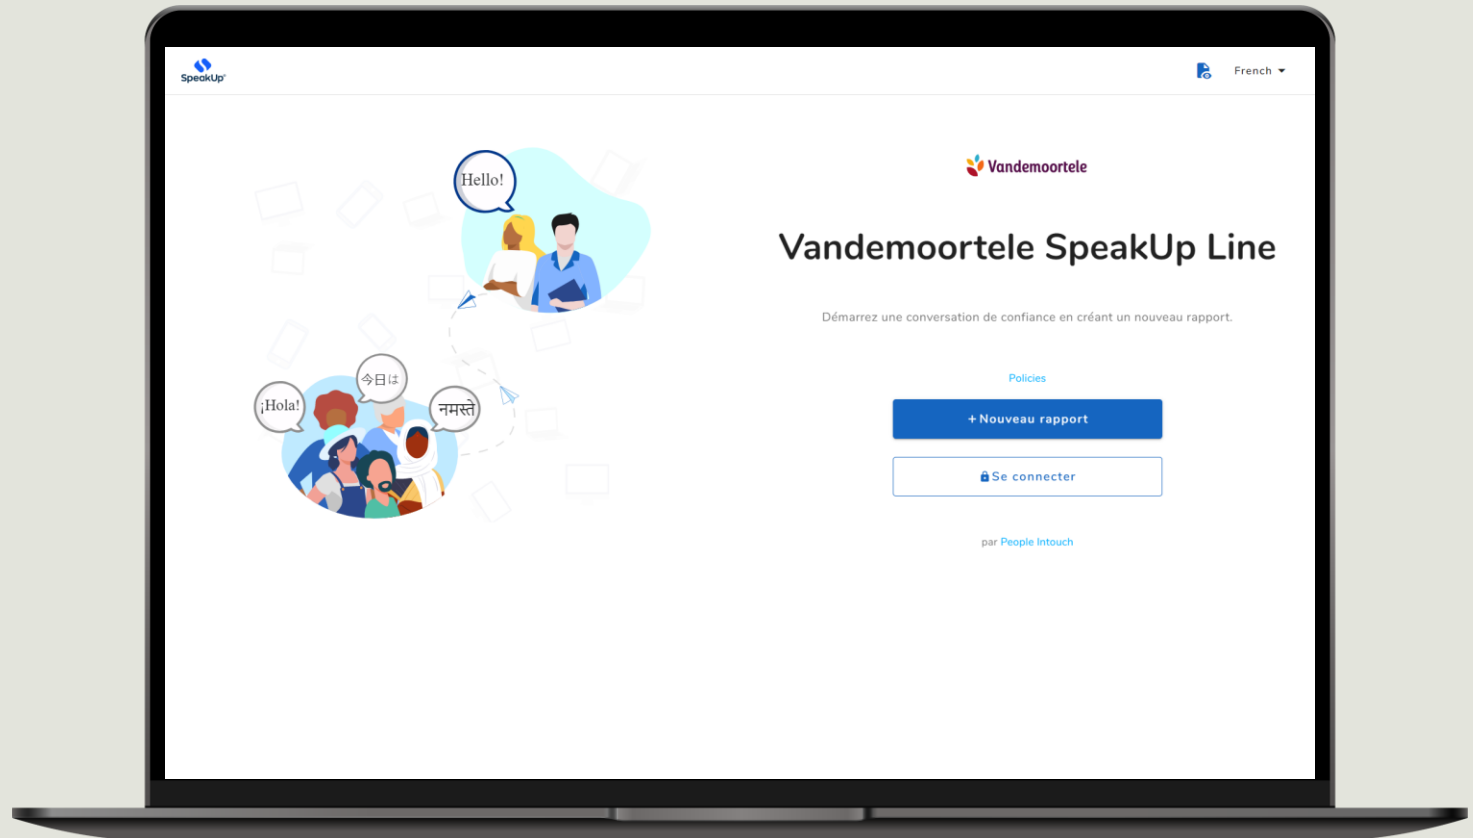 SpeakUp®
French
Hello!
今日は
¡Hola!
नमस्ते
Vandemoortele
Vandemoortele SpeakUp Line
Démarrez une conversation de confiance en créant un nouveau rapport.
Policies
+ Nouveau rapport
Se connecter
par People Intouch